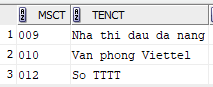 MSCT TENCT
1 009 Nha thi dau da nang
2 010 Van phong Viettel
3 012 So TTTT